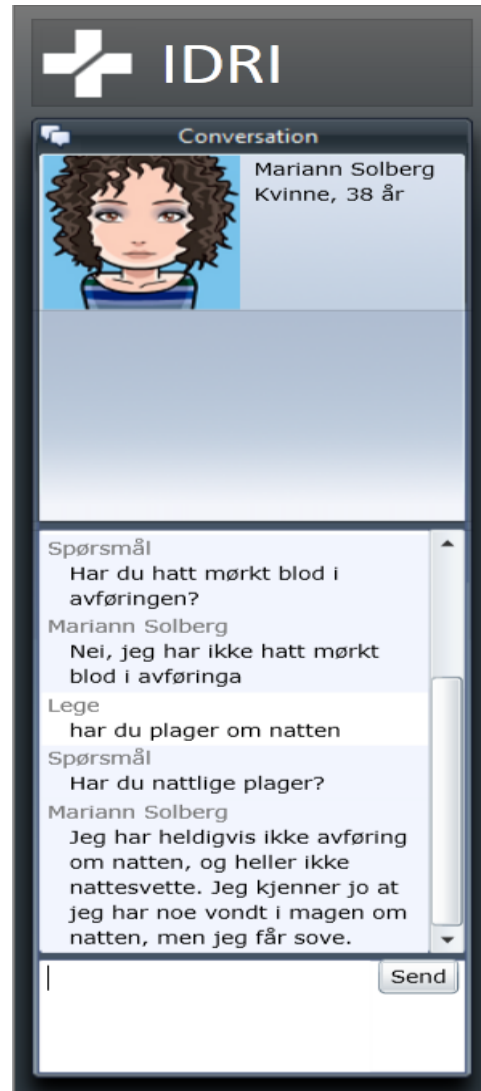 IDRI
Conversation
Mariann Solberg
Kvinne, 38 år
Spørsmål
Har du hatt mørkt blod i
avføringen?
Mariann Solberg
Nei, jeg har ikke hatt mørkt
blod i avføringa
Lege
har du plager om natten
Spørsmål
Har du nattlige plager?
Mariann Solberg
Jeg har heldigvis ikke avføring
om natten, og heller ikke
nattesvette. Jeg kjenner jo at
jeg har noe vondt i magen om
natten, men jeg får sove.
Send